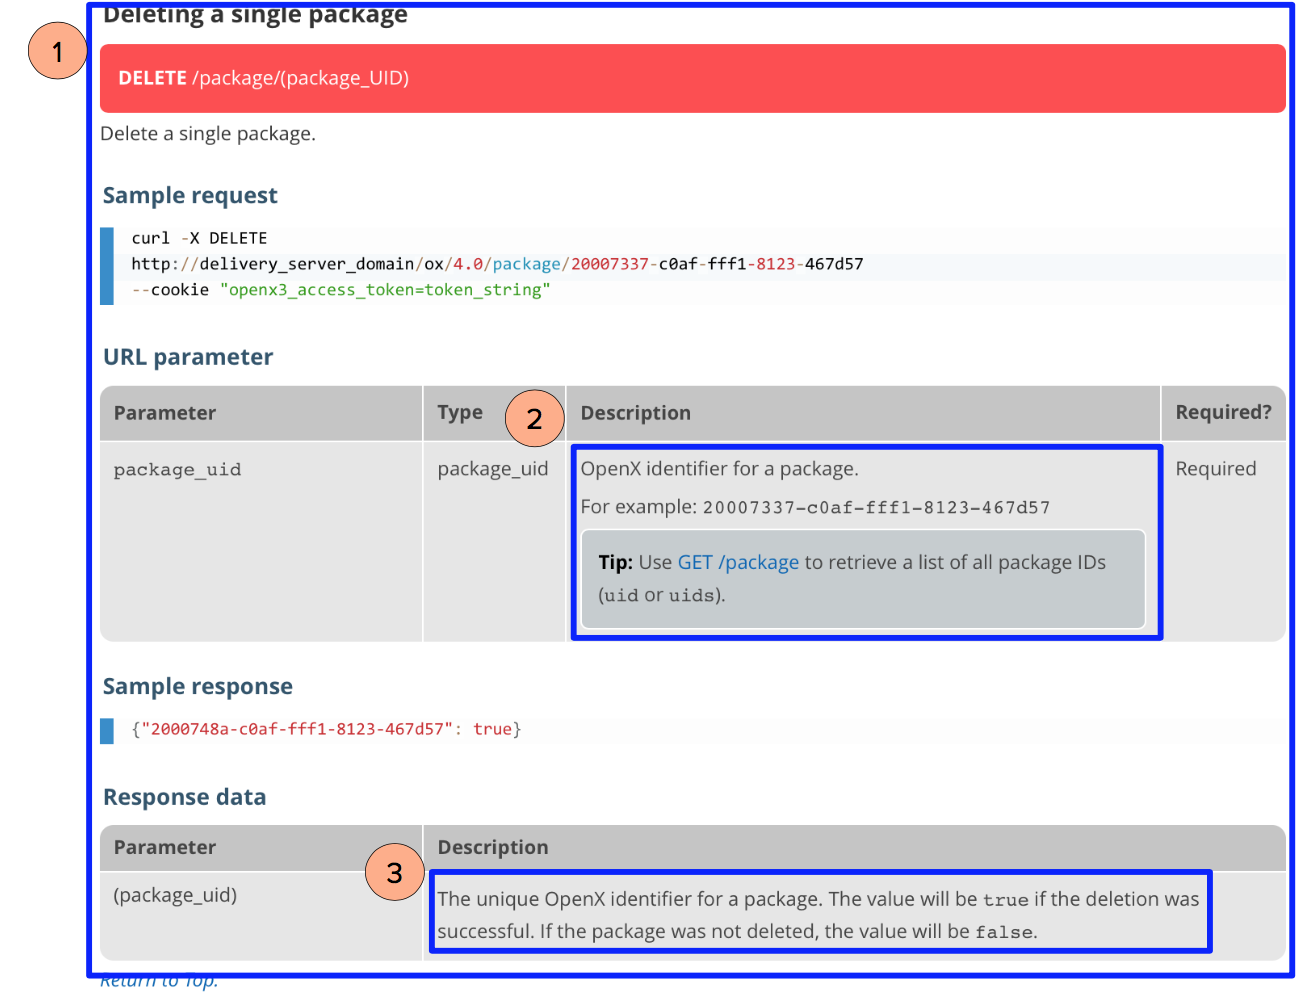 Deleting a single package
1
DELETE /package/(package_UID)
Delete a single package.
Sample request
curl -X DELETE
http://delivery_server_domain/ox/4.0/package/20007337-c0af-fff1-8123-467d57
--cookie "openx3_access_token=token_string"
URL parameter
Parameter Type 2 Description Required?
package_uid package_uid OpenX identifier for a package. Required
For example: 20007337-c0af-fff1-8123-467d57
Tip: Use GET /package to retrieve a list of all package IDs
(uid or uids).
Sample response
{"2000748a-c0af-fff1-8123-467d57": true}
Response data
Parameter Description
3
(package_uid) The unique OpenX identifier for a package. The value will be true if the deletion was
successful. If the package was not deleted, the value will be false.
Return to Top.